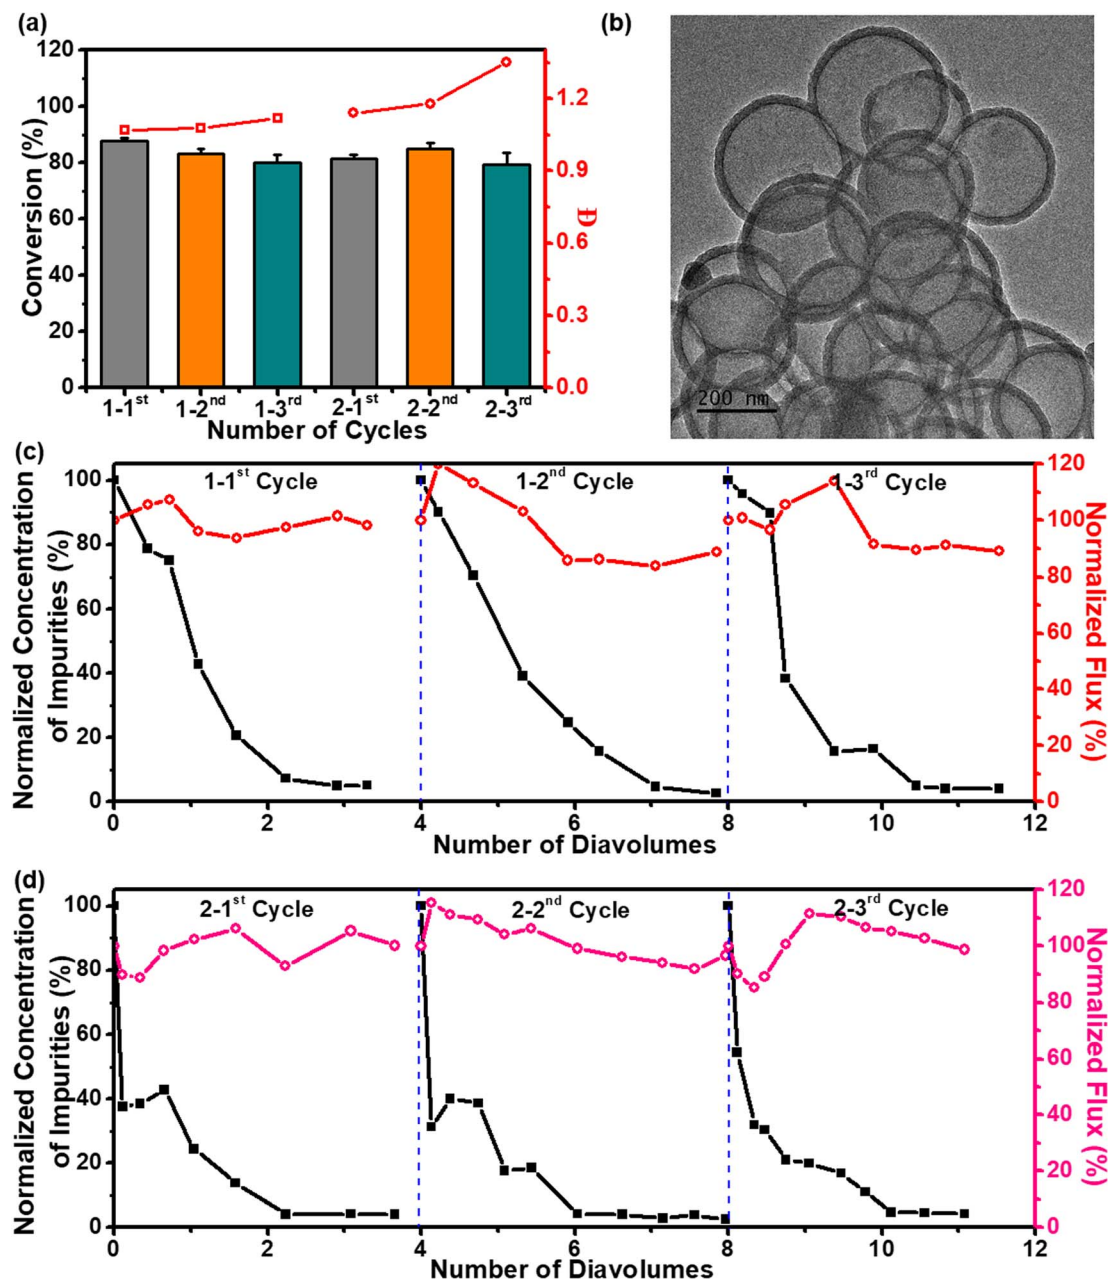 (a)
120
100
80
60
40
20
0
Conversion (%)
1.2
0.9
0.6
0.3
0.0
Đ
1-1st 1-2nd 1-3rd 2-1st 2-2nd 2-3rd
Number of Cycles
(b)
200 nm
(c)
1-1st Cycle 1-2nd Cycle 1-3rd Cycle
100
80
60
40
20
0
Normalized Concentration
of Impurities (%)
120
100
80
60
40
20
0
Normalized Flux (%)
0 2 4 6 8 10 12
Number of Diavolumes
(d)
2-1st Cycle 2-2nd Cycle 2-3rd Cycle
100
80
60
40
20
0
Normalized Concentration
of Impurities (%)
120
100
80
60
40
20
0
Normalized Flux (%)
0 2 4 6 8 10 12
Number of Diavolumes